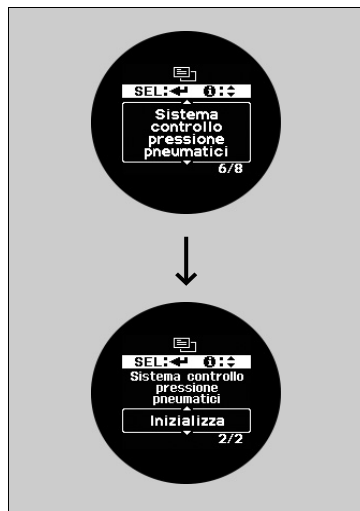 SEL:↵ i:↕
Sistema
controllo
pressione
pneumatici
6/8
SEL:↵ i:↕
Sistema controllo
pressione
pneumatici
Inizializza
2/2